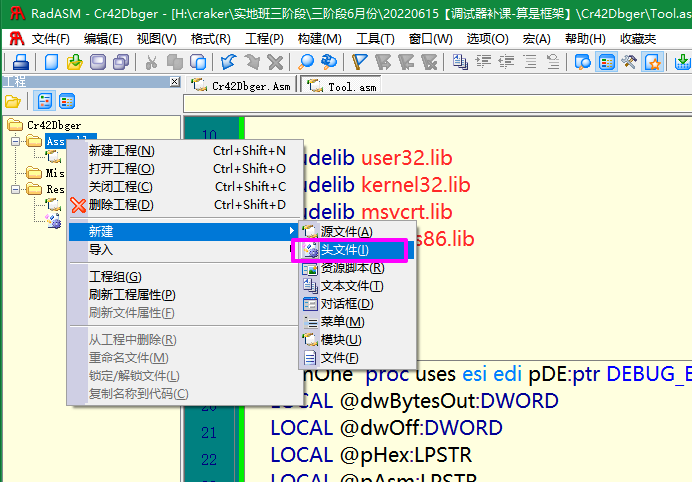 RadASM - Cr42Dbger - [H:\craker\实地班三阶段\三阶段6月份\20220615【调试器补课-算是框架】\Cr42Dbger\Tool.as
文件(F) 编辑(E) 视图(V) 格式(R) 工程(P) 构建(M) 工具(T) 窗口(W) 选项(O) 宏(A) 帮助(H) 收藏夹
工程
Cr42Dbger.Asm Tool.asm
Cr42Dbger
Mis
Res
新建工程(N) Ctrl+Shift+N
打开工程(O) Ctrl+Shift+O
关闭工程(C) Ctrl+Shift+C
删除工程(D) Ctrl+Shift+D
新建
导入
工程组(G)
刷新工程属性(P)
刷新文件属性(F)
从工程中删除(R)
重命名文件(M)
锁定/解锁文件(L)
复制名称到代码(C)
源文件(A)
头文件(I)
资源脚本(R)
文本文件(T)
对话框(D)
菜单(M)
模块(U)
文件(F)
10
udelib user32.lib
udelib kernel32.lib
udelib msvcrt.lib
s86.lib
nOne proc uses esi edi pDE:ptr DEBUG_E
20 LOCAL @dwBytesOut:DWORD
21 LOCAL @dwOff:DWORD
22 LOCAL @pHex:LPSTR
LOCAL @pAsm:LPSTR